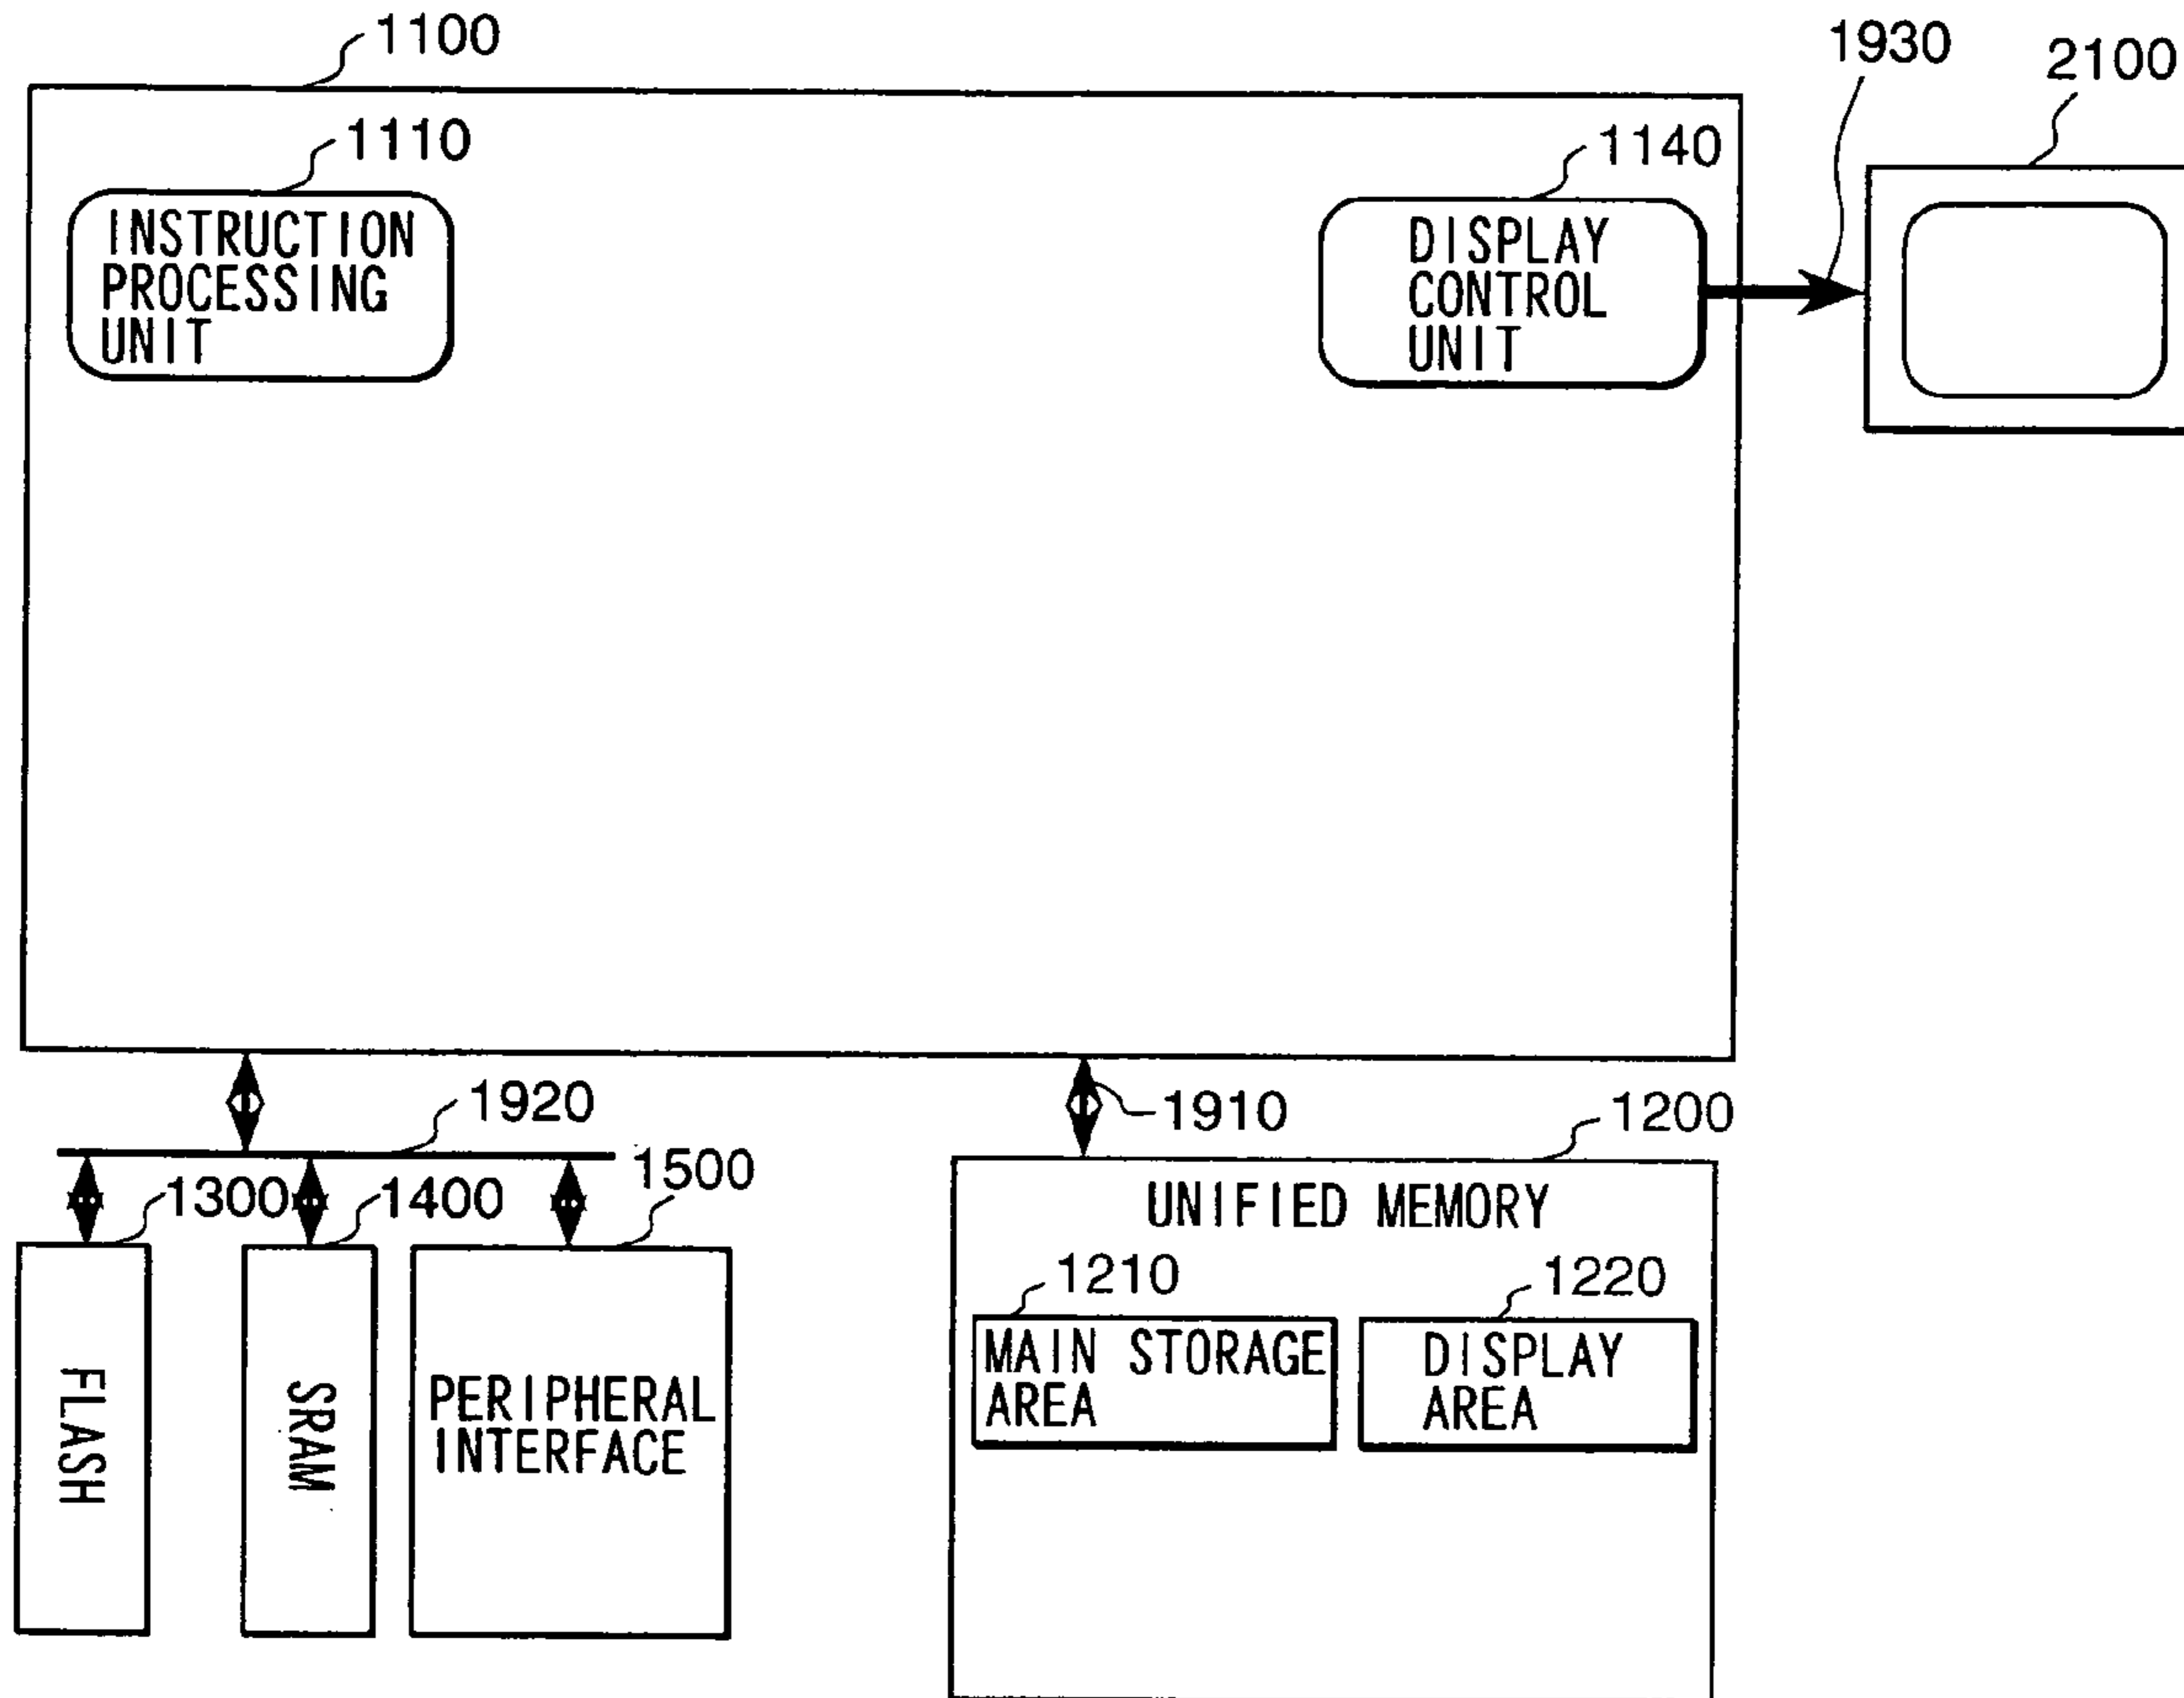 1100
1930
2100
1110
1140
INSTRUCTION
PROCESSING
UNIT
DISPLAY
CONTROL
UNIT
1920
1910
1200
1300
1400
1500
UNIFIED MEMORY
1210
1220
MAIN STORAGE
AREA
DISPLAY
AREA
FLASH
SRAM
PERIPHERAL
INTERFACE